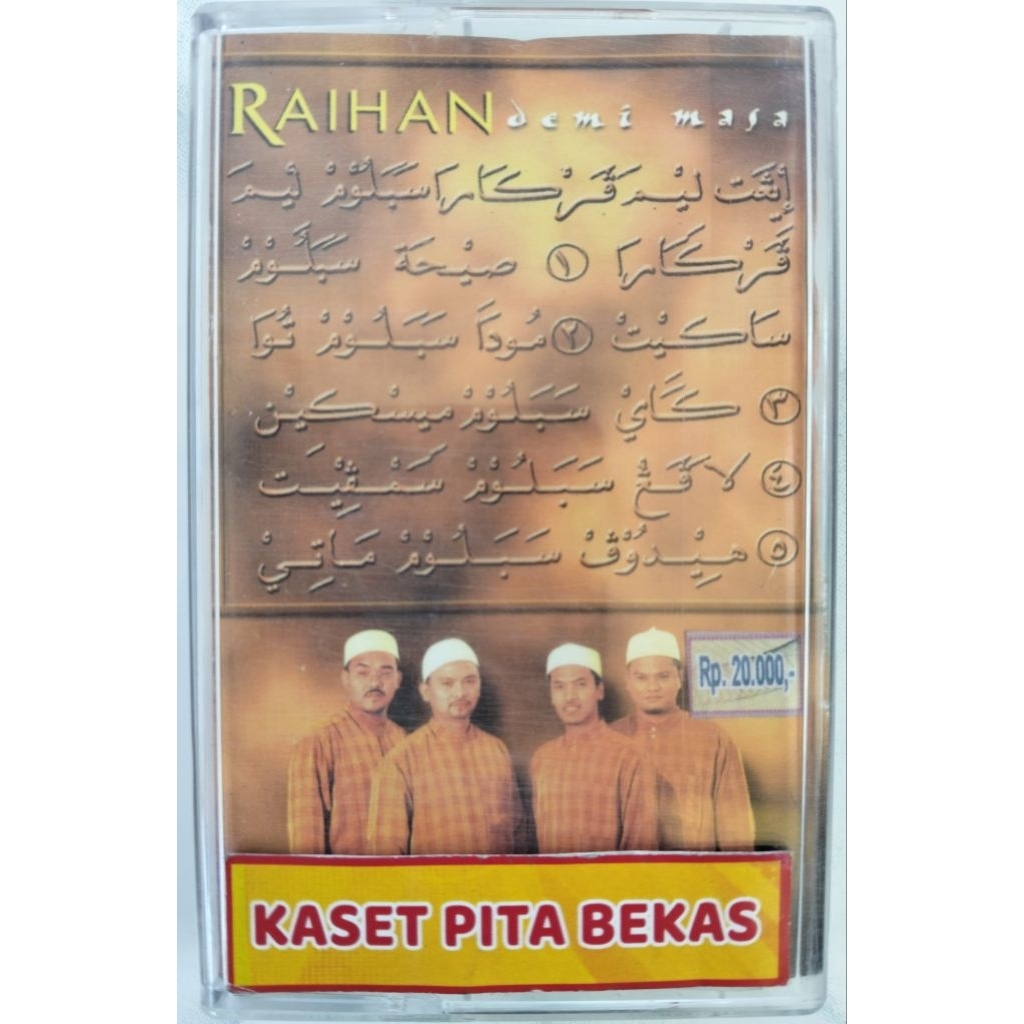 RAIHAN demi masa
إڠت ليم ڤرکارا سبلوم ليم
ڤرکارا ١ صيحة سبلوم
ساکيت ٢ مودا سبلوم توا
٣ کاي سبلوم ميسکين
٤ لاڤڠ سبلوم سمڤيت
٥ هيدوڤ سبلوم ماتي
Rp. 20.000,-
KASET PITA BEKAS